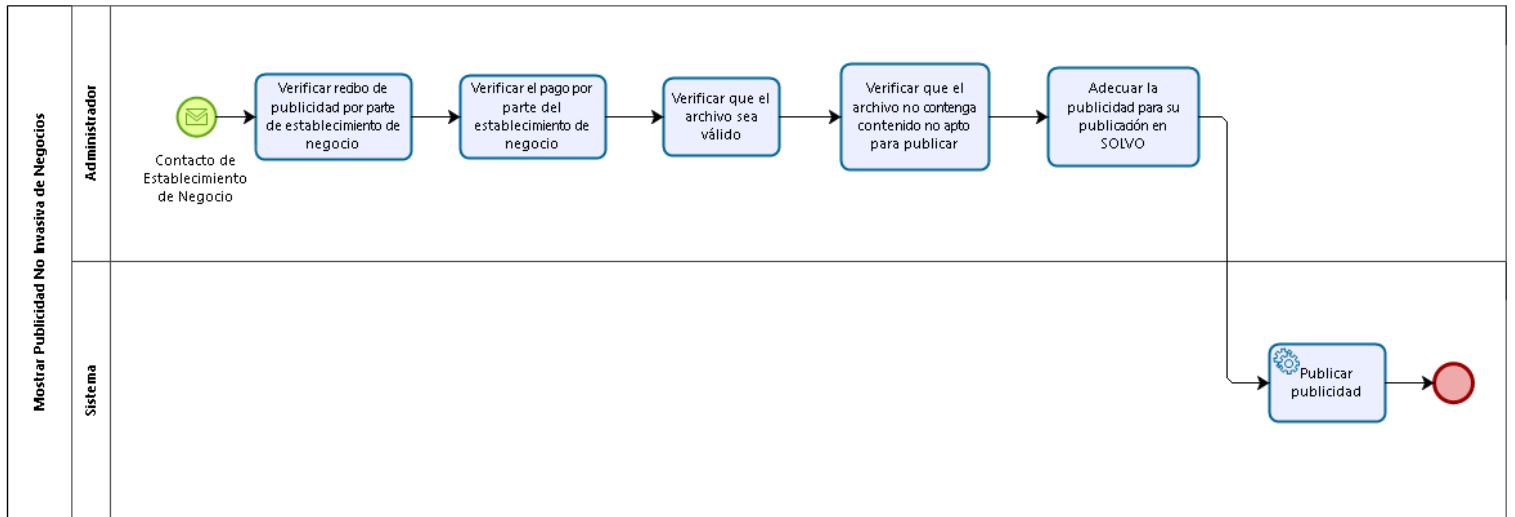 Mostrar Publicidad No Invasiva de Negocios
Administrador
Contacto de
Establecimiento
de Negocio
Verificar recibo de
publicidad por parte
de establecimiento de
negocio
Verificar el pago por
parte del
establecimiento de
negocio
Verificar que el
archivo sea
válido
Verificar que el
archivo no contenga
contenido no apto
para publicar
Adecuar la
publicidad para su
publicación en
SOLVO
Sistema
Publicar
publicidad